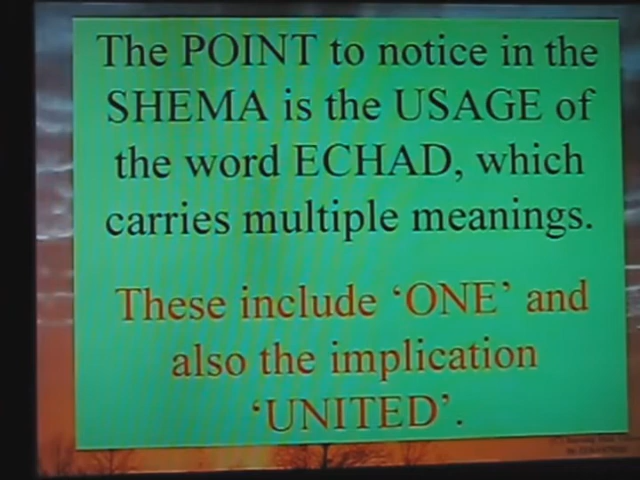 The POINT to notice in the
SHEMA is the USAGE of
the word ECHAD, which
carries multiple meanings.
These include ‘ONE’ and
also the implication
‘UNITED’.